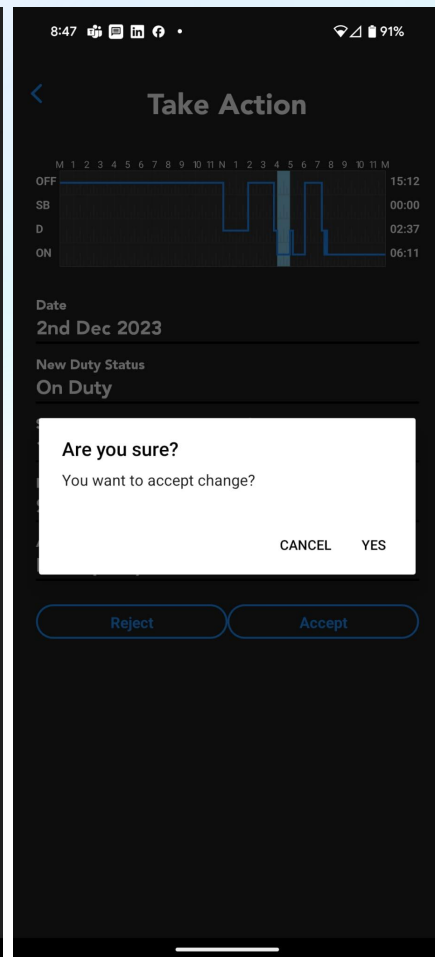 8:47
91%
Take Action
M 1 2 3 4 5 6 7 8 9 10 11 N 1 2 3 4 5 6 7 8 9 10 11 M
OFF 15:12
SB 00:00
D 02:37
ON 06:11
Date
2nd Dec 2023
New Duty Status
On Duty
Are you sure?
You want to accept change?
CANCEL YES
Reject Accept